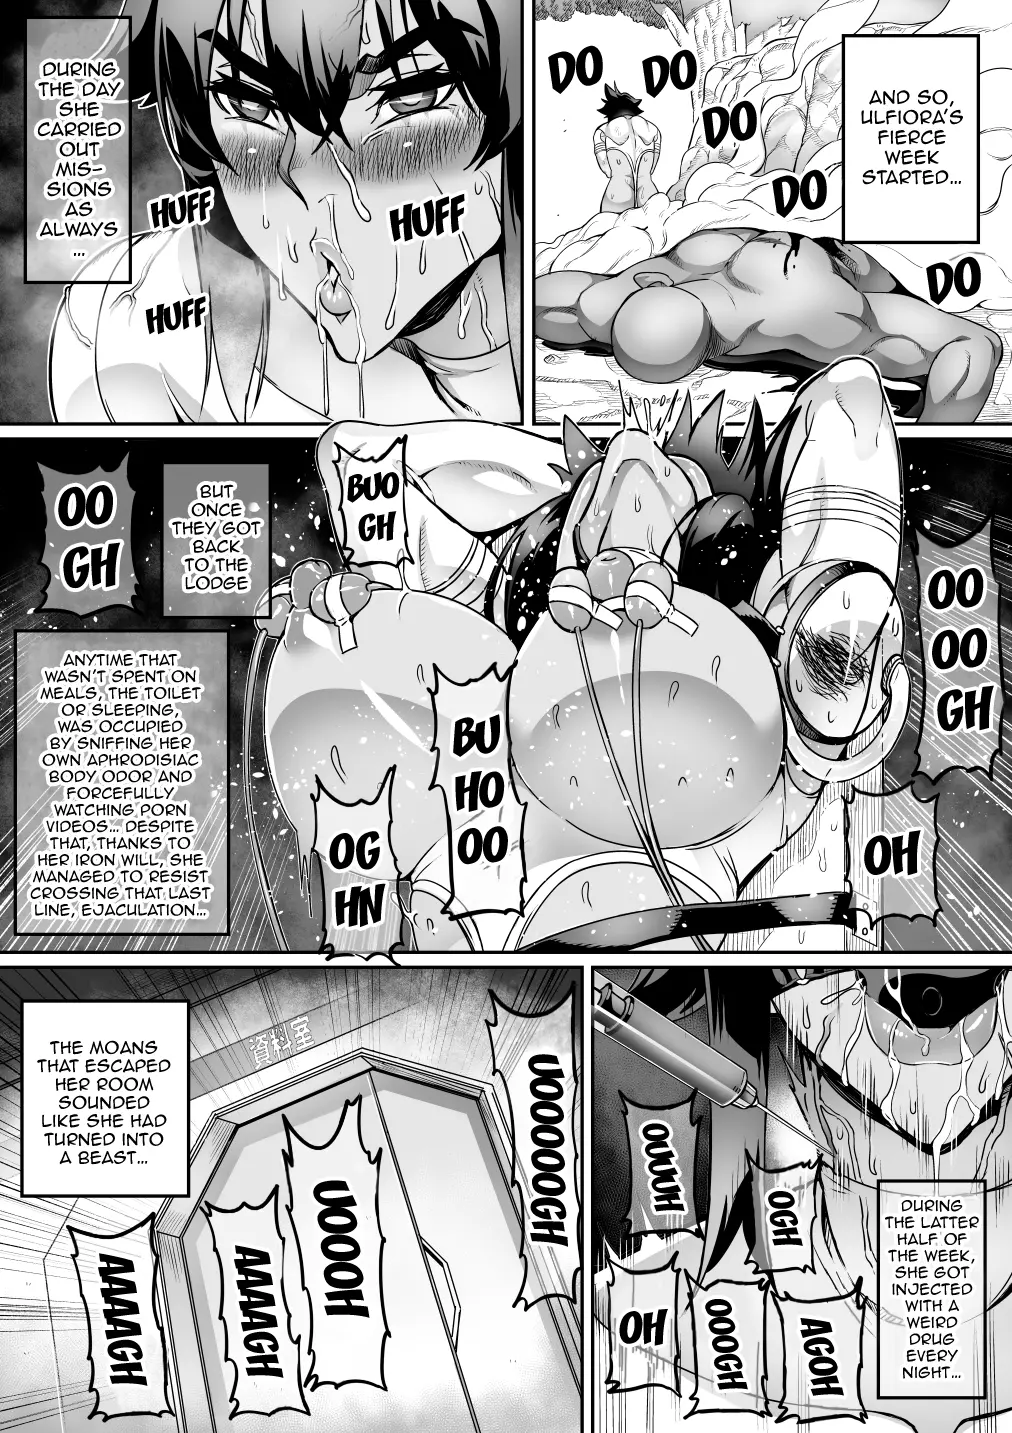 AND SO,
ULFIORA'S
FIERCE
WEEK
STARTED...
DO
DO
DO
DO
DO
DURING
THE DAY
SHE
CARRIED
OUT
MIS-
SIONS
AS
ALWAYS
...
HUFF
HUFF
HUFF
BUO
GH
BUT
ONCE
THEY GOT
BACK
TO THE
LODGE
OO
GH
OO
OO
GH
ANYTIME THAT
WASN'T SPENT ON
MEALS, THE TOILET
OR SLEEPING,
WAS OCCUPIED
BY SNIFFING HER
OWN APHRODISIAC
BODY ODOR AND
FORCEFULLY
WATCHING PORN
VIDEOS... DESPITE
THAT, THANKS TO
HER IRON WILL, SHE
MANAGED TO RESIST
CROSSING THAT LAST
LINE, EJACULATION...
BU
HO
OO
OG
HN
OH
DURING
THE LATTER
HALF OF
THE WEEK,
SHE GOT
INJECTED
WITH A
WEIRD
DRUG
EVERY
NIGHT...
OUUUH
OGH
OH
OOOGH
AGOH
資料室
THE MOANS
THAT ESCAPED
HER ROOM
SOUNDED
LIKE SHE HAD
TURNED INTO
A BEAST...
UOOOOOGH
UOOOH
AAAGH
AAAAGH